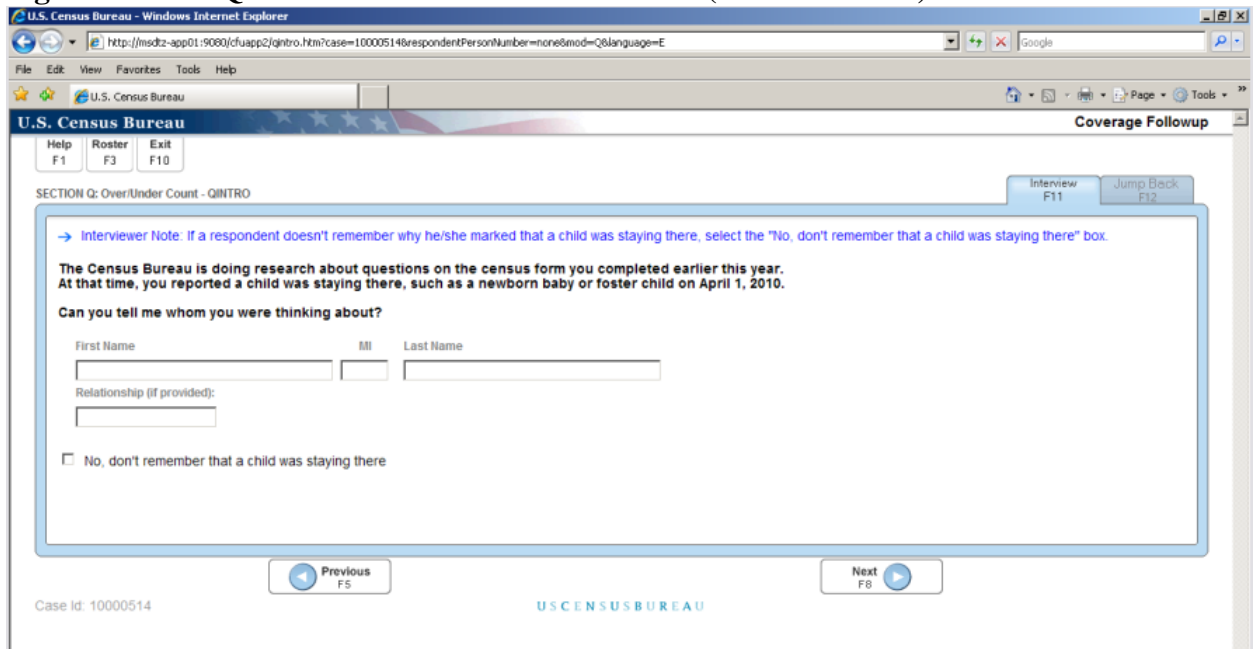 U.S. Census Bureau - Windows Internet Explorer
http://msdtz-app01:9080/cfuapp2/qintro.htm?case=10000514&respondentPersonNumber=none&mod=Q&language=E
Google
File Edit View Favorites Tools Help
U.S. Census Bureau
Page Tools
U.S. Census Bureau
Coverage Followup
Help Roster Exit
F1 F3 F10
SECTION Q: Over/Under Count - QINTRO
Interview Jump Back
F11 F12
→ Interviewer Note: If a respondent doesn't remember why he/she marked that a child was staying there, select the "No, don't remember that a child was staying there" box.
The Census Bureau is doing research about questions on the census form you completed earlier this year.
At that time, you reported a child was staying there, such as a newborn baby or foster child on April 1, 2010.
Can you tell me whom you were thinking about?
First Name MI Last Name
Relationship (if provided):
No, don't remember that a child was staying there
Previous Next
F5 F8
Case Id: 10000514
USCENSUSBUREAU